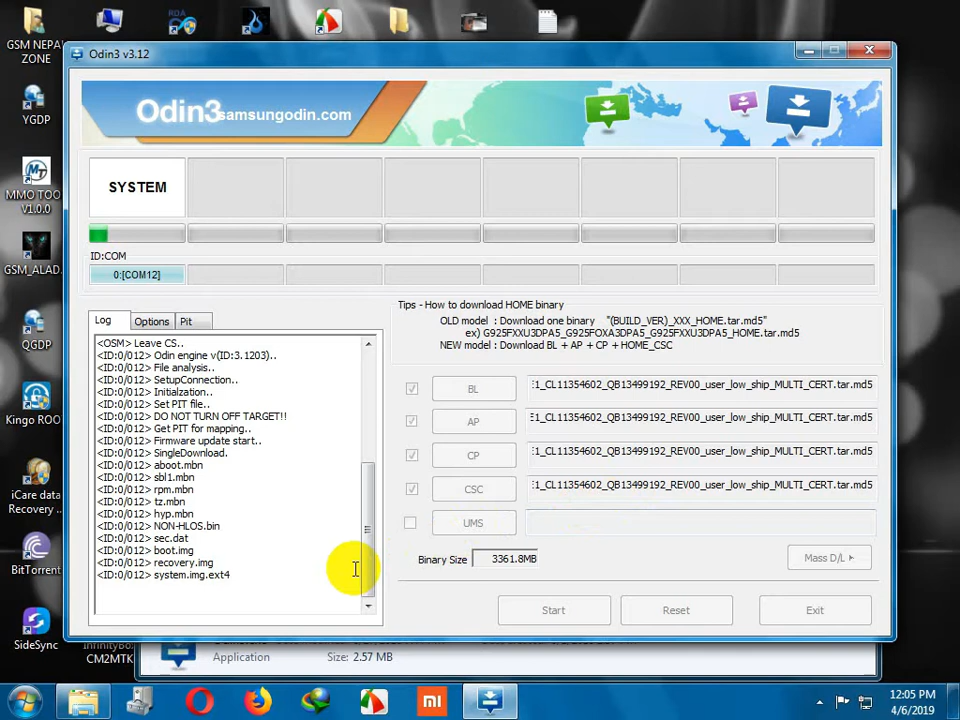 GSM NEPAL
ZONE
RDA
YGDP
MT
MMO TOO
V1.0.0
GSM_ALAD.
QGDP
Kingo ROO
iCare data
Recovery ...
BitTorrent
SideSync
InfinityBox
CM2MTK
Odin3 v3.12
Odin3
samsungodin.com
SYSTEM
ID:COM
0:[COM12]
Log
Options
Pit
<OSM> Leave CS..
<ID:0/012> Odin engine v(ID:3.1203)..
<ID:0/012> File analysis..
<ID:0/012> SetupConnection..
<ID:0/012> Initialzation..
<ID:0/012> Set PIT file..
<ID:0/012> DO NOT TURN OFF TARGET!!
<ID:0/012> Get PIT for mapping..
<ID:0/012> Firmware update start..
<ID:0/012> SingleDownload.
<ID:0/012> aboot.mbn
<ID:0/012> sbl1.mbn
<ID:0/012> rpm.mbn
<ID:0/012> tz.mbn
<ID:0/012> hyp.mbn
<ID:0/012> NON-HLOS.bin
<ID:0/012> sec.dat
<ID:0/012> boot.img
<ID:0/012> recovery.img
<ID:0/012> system.img.ext4
Tips - How to download HOME binary
OLD model : Download one binary "(BUILD_VER)_XXX_HOME.tar.md5"
ex) G925FXXU3DPA5_G925FOXA3DPA5_G925FXXU3DPA5_HOME.tar.md5
NEW model : Download BL + AP + CP + HOME_CSC
BL
:1_CL11354602_QB13499192_REV00_user_low_ship_MULTI_CERT.tar.md5
AP
E1_CL11354602_QB13499192_REV00_user_low_ship_MULTI_CERT.tar.md5
CP
:1_CL11354602_QB13499192_REV00_user_low_ship_MULTI_CERT.tar.md5
CSC
E1_CL11354602_QB13499192_REV00_user_low_ship_MULTI_CERT.tar.md5
UMS
Binary Size
3361.8MB
Mass D/L
Start
Reset
Exit
Application
Size: 2.57 MB
12:05 PM
4/6/2019